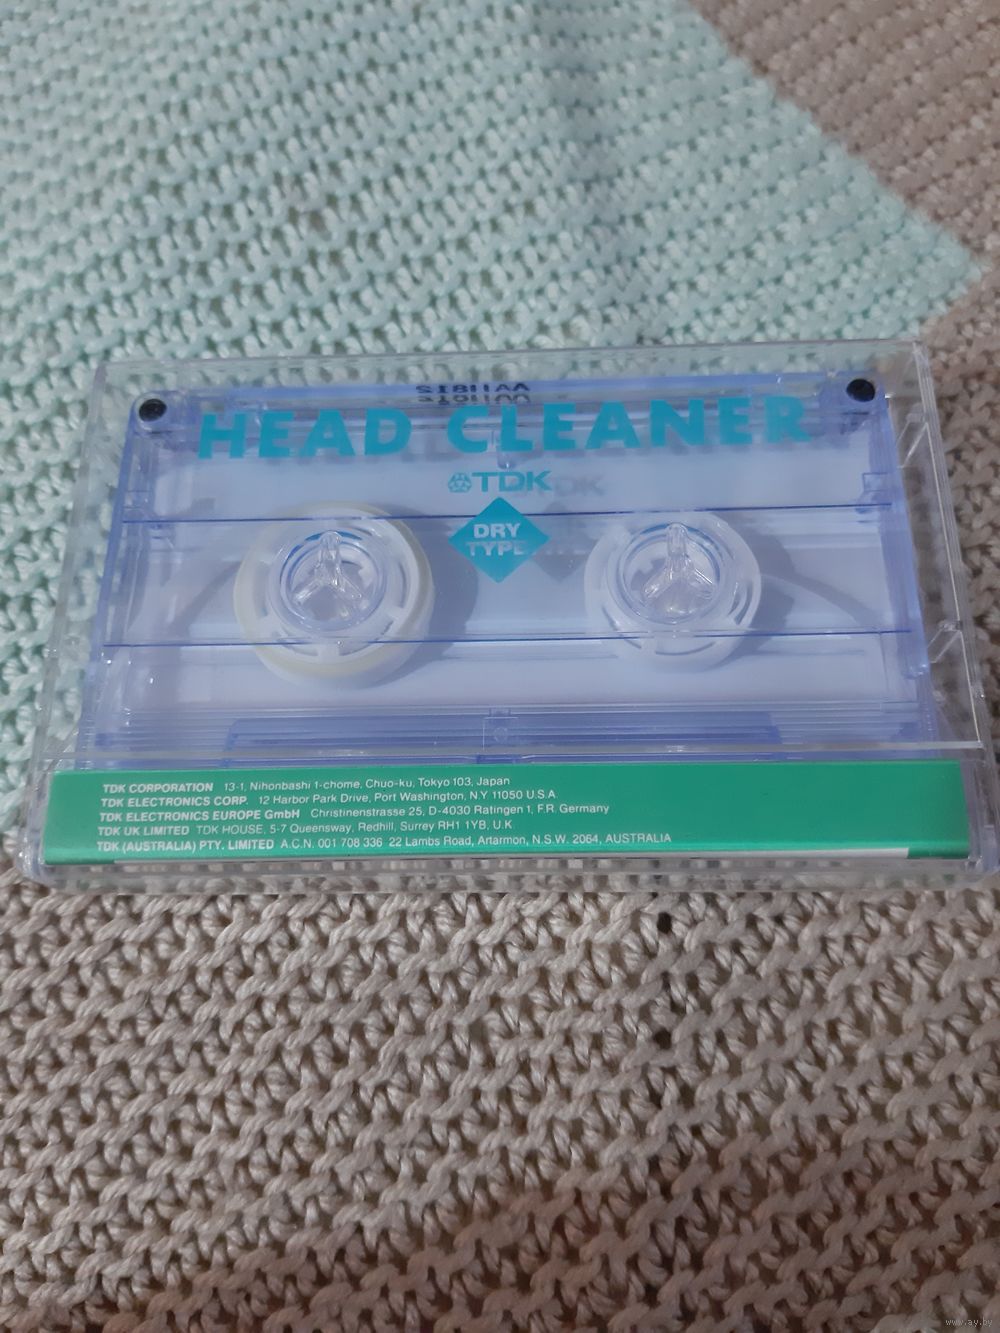 HEAD CLEANER
TDK
DRY
TYPE
TDK CORPORATION 13-1, Nihonbashi 1-chome, Chuo-ku, Tokyo 103, Japan
TDK ELECTRONICS CORP. 12 Harbor Park Drive, Port Washington, N.Y 11050 U.S.A.
TDK ELECTRONICS EUROPE GmbH Christinenstrasse 25, D-4030 Ratingen 1, F.R. Germany
TDK UK LIMITED TDK HOUSE, 5-7 Queensway, Redhill, Surrey RH1 1YB, U.K.
TDK (AUSTRALIA) PTY. LIMITED A.C.N. 001 708 336 22 Lambs Road, Artarmon, N.S.W. 2064, AUSTRALIA
www.ay.by